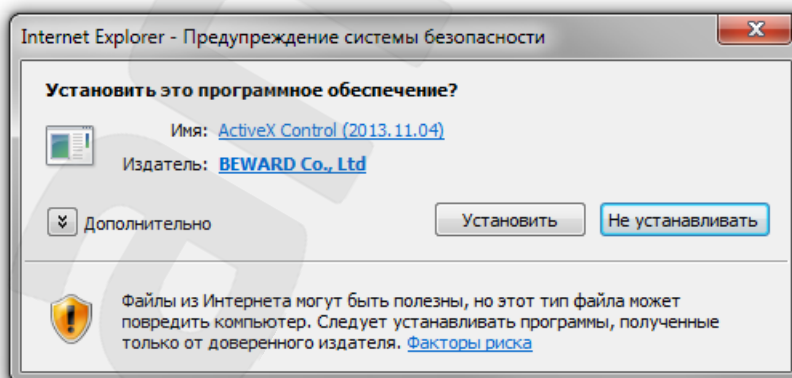 Internet Explorer - Предупреждение системы безопасности
Установить это программное обеспечение?
Имя: ActiveX Control (2013.11.04)
Издатель: BEWARD Co., Ltd
Дополнительно
Установить
Не устанавливать
Файлы из Интернета могут быть полезны, но этот тип файла может
повредить компьютер. Следует устанавливать программы, полученные
только от доверенного издателя. Факторы риска